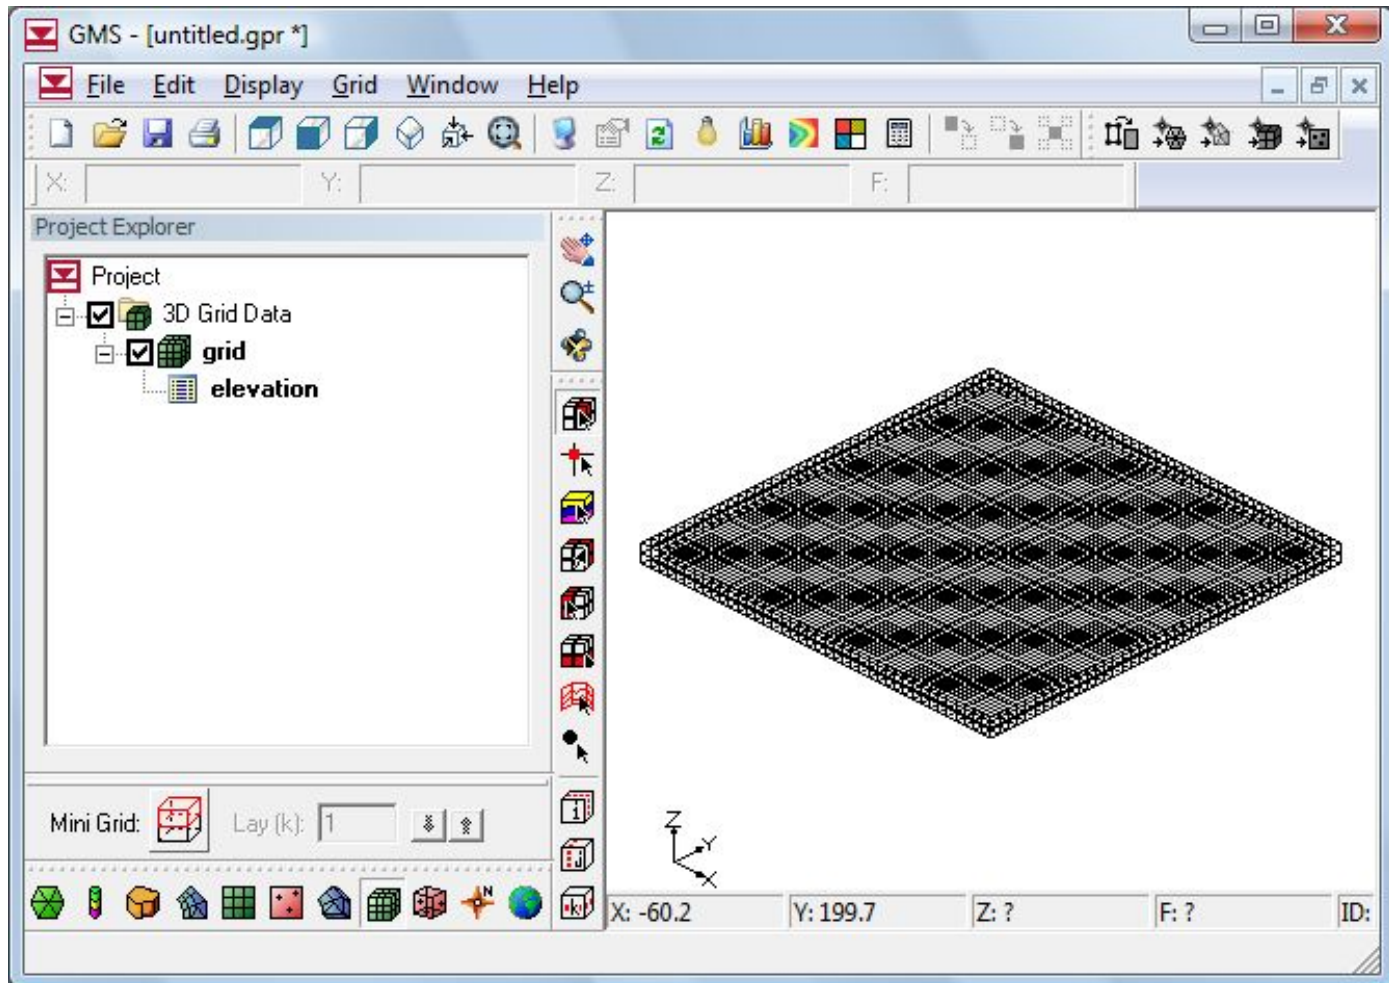 GMS - [untitled.gpr *]
File Edit Display Grid Window Help
X: Y: Z: F:
Project Explorer
Project
3D Grid Data
grid
elevation
Mini Grid: Lay (k): 1
Z
Y
X
N
X: -60.2 Y: 199.7 Z: ? F: ? ID: